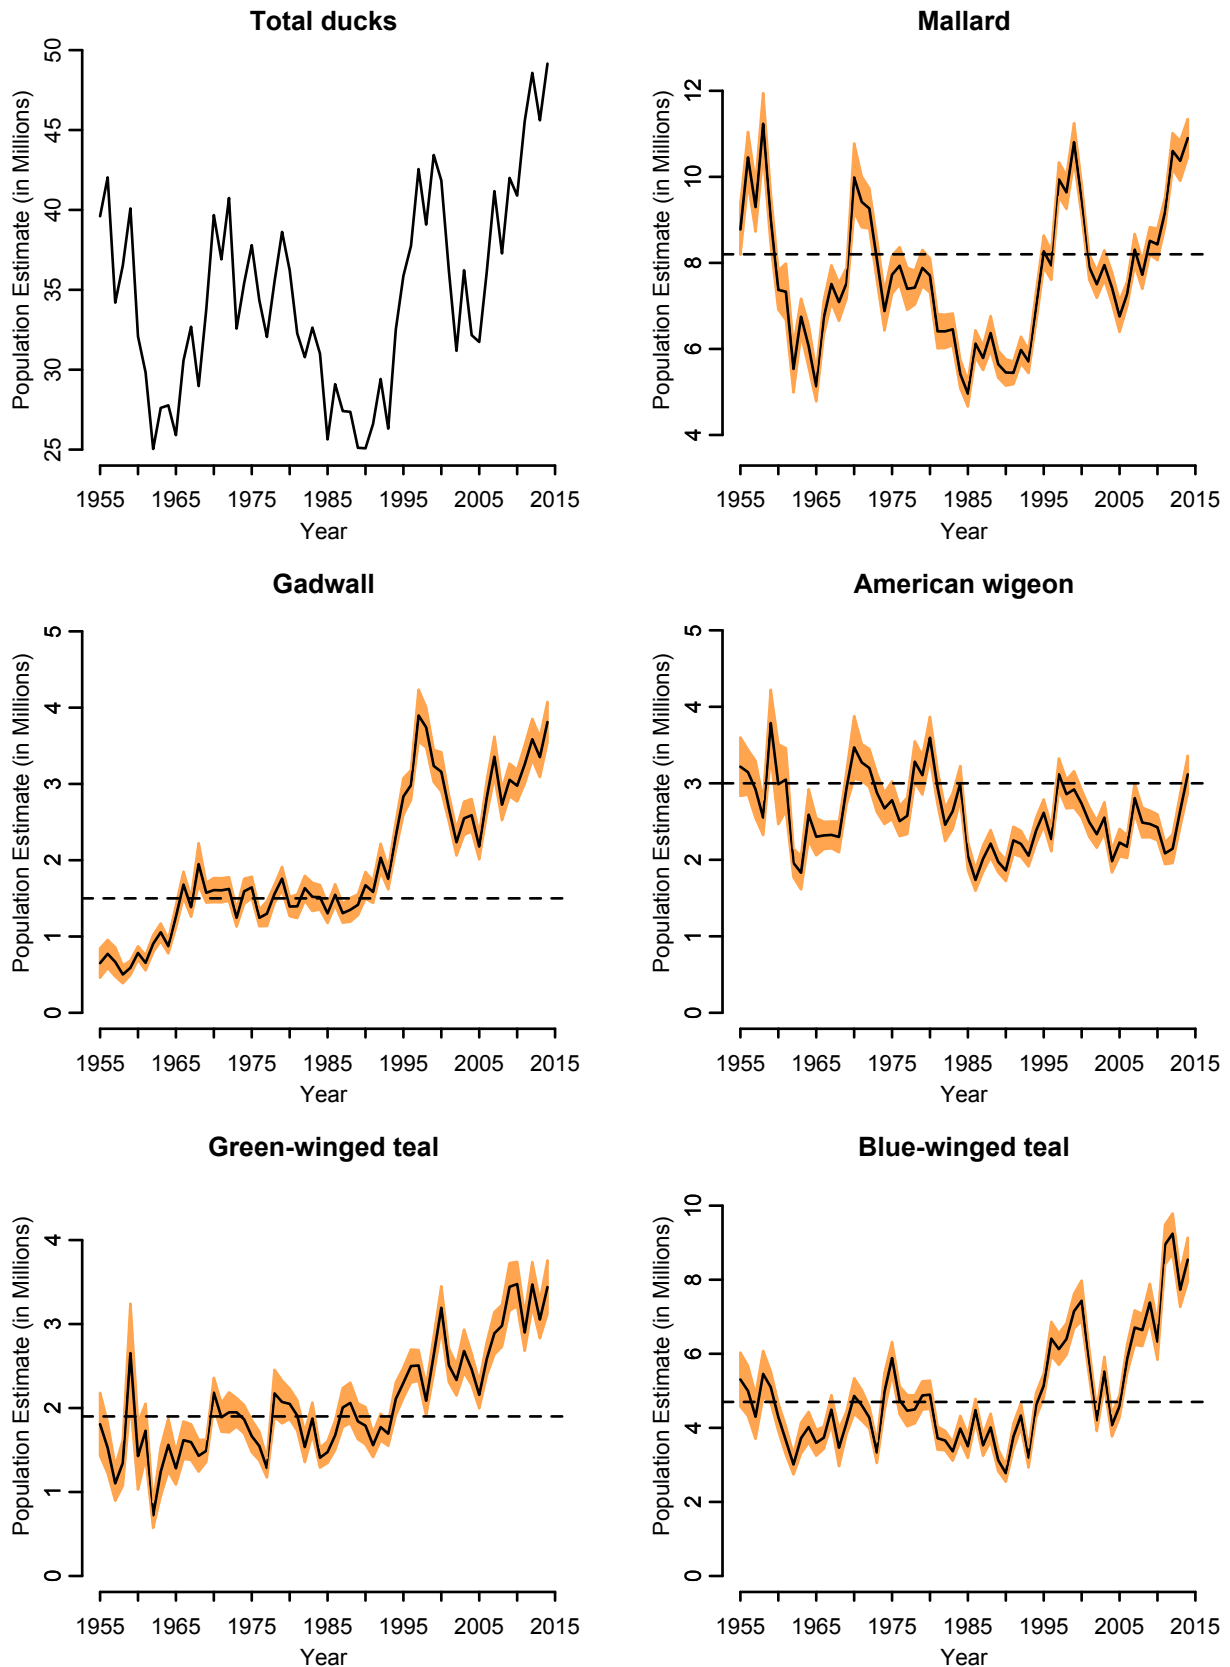 Total ducks
Population Estimate (in Millions)
50
45
40
35
30
25
1955 1965 1975 1985 1995 2005 2015
Year
Mallard
Population Estimate (in Millions)
12
10
8
6
4
1955 1965 1975 1985 1995 2005 2015
Year
Gadwall
Population Estimate (in Millions)
5
4
3
2
1
0
1955 1965 1975 1985 1995 2005 2015
Year
American wigeon
Population Estimate (in Millions)
5
4
3
2
1
0
1955 1965 1975 1985 1995 2005 2015
Year
Green-winged teal
Population Estimate (in Millions)
4
3
2
1
0
1955 1965 1975 1985 1995 2005 2015
Year
Blue-winged teal
Population Estimate (in Millions)
10
8
6
4
2
0
1955 1965 1975 1985 1995 2005 2015
Year